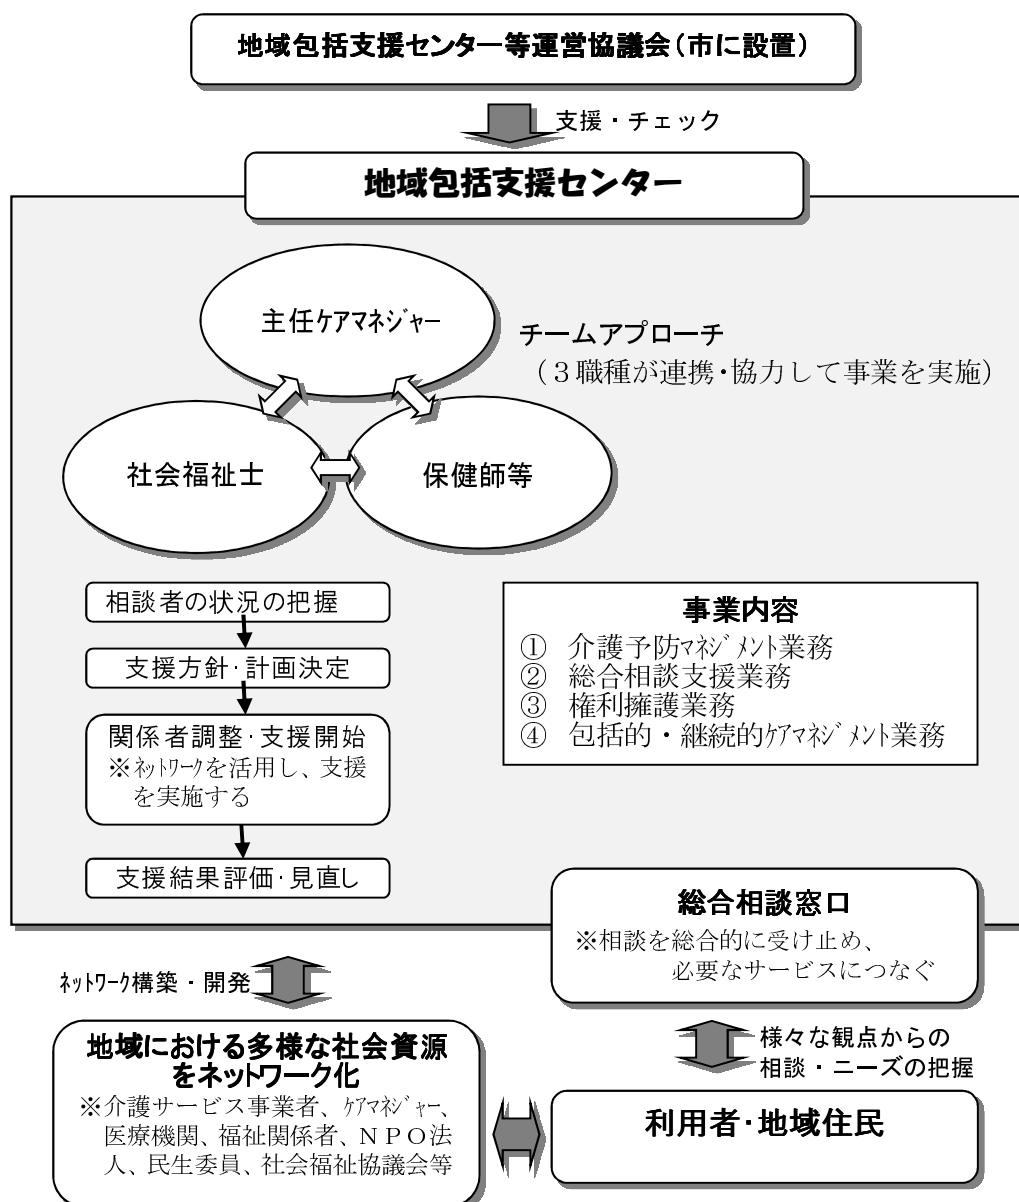 地域包括支援センター等運営協議会(市に設置)
支援・チェック
地域包括支援センター
主任ケアマネジャー
チームアプローチ
(3職種が連携・協力して事業を実施)
社会福祉士
保健師等
相談者の状況の把握
支援方針・計画決定
関係者調整・支援開始
※ネットワークを活用し、支援
を実施する
支援結果評価・見直し
事業内容
① 介護予防マネジメント業務
② 総合相談支援業務
③ 権利擁護業務
④ 包括的・継続的ケアマネジメント業務
総合相談窓口
※相談を総合的に受け止め、
必要なサービスにつなぐ
ネットワーク構築・開発
地域における多様な社会資源
をネットワーク化
※介護サービス事業者、ケアマネジャー、
医療機関、福祉関係者、NPO法
人、民生委員、社会福祉協議会等
様々な観点からの
相談・ニーズの把握
利用者・地域住民